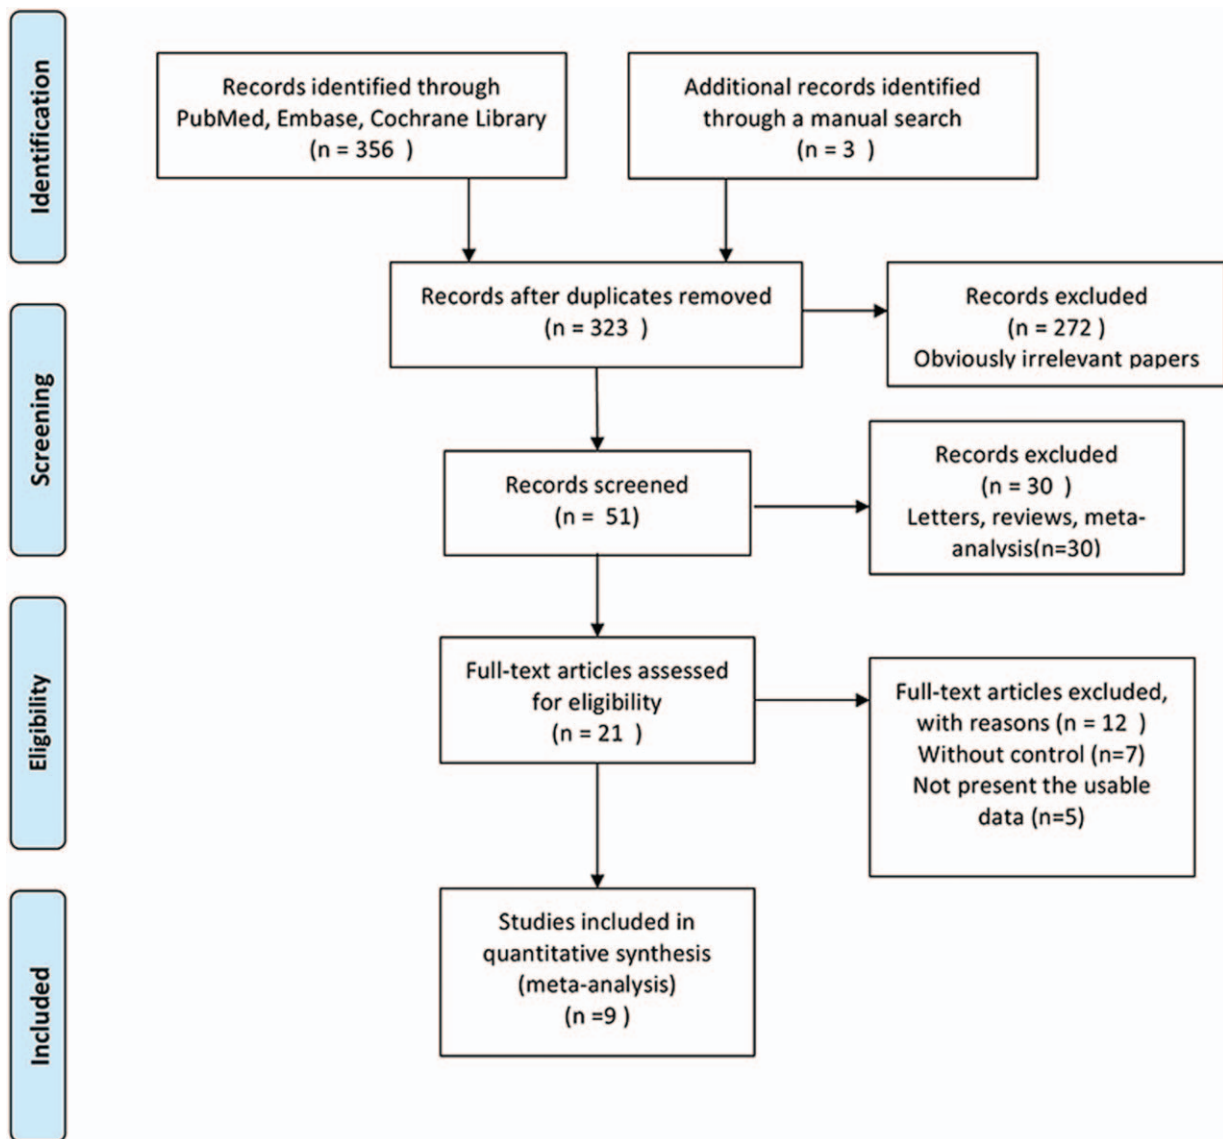 Identification
Records identified through
PubMed, Embase, Cochrane Library
(n = 356 )
Additional records identified
through a manual search
(n = 3 )
Records after duplicates removed
(n = 323 )
Records excluded
(n = 272 )
Obviously irrelevant papers
Screening
Records screened
(n = 51)
Records excluded
(n = 30 )
Letters, reviews, meta-
analysis(n=30)
Eligibility
Full-text articles assessed
for eligibility
(n = 21 )
Full-text articles excluded,
with reasons (n = 12 )
Without control (n=7)
Not present the usable
data (n=5)
Included
Studies included in
quantitative synthesis
(meta-analysis)
(n =9 )